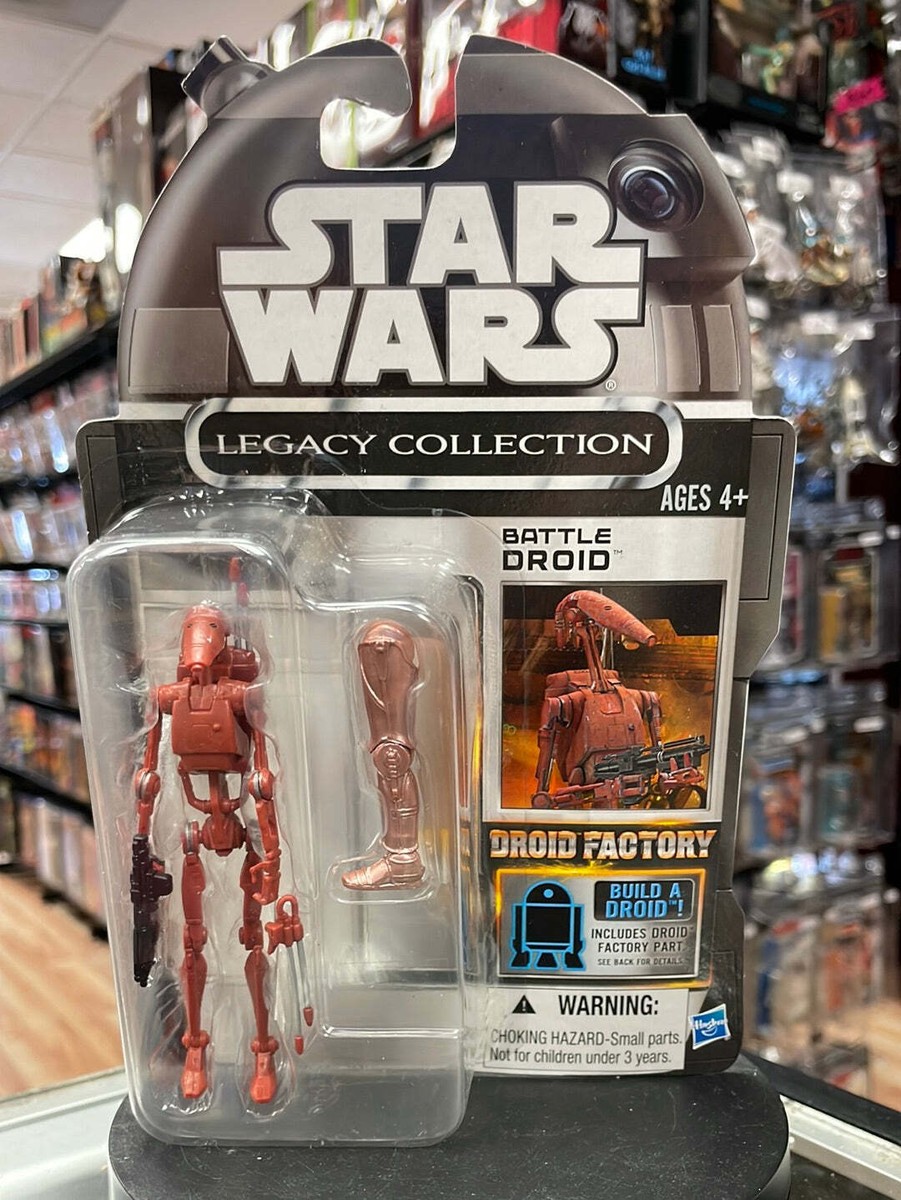 STAR
WARS®
LEGACY COLLECTION
AGES 4+
BATTLE
DROID™
DROID FACTORY
BUILD A
DROID™!
INCLUDES DROID
FACTORY PART.
SEE BACK FOR DETAILS.
WARNING:
CHOKING HAZARD-Small parts.
Not for children under 3 years.
Hasbro